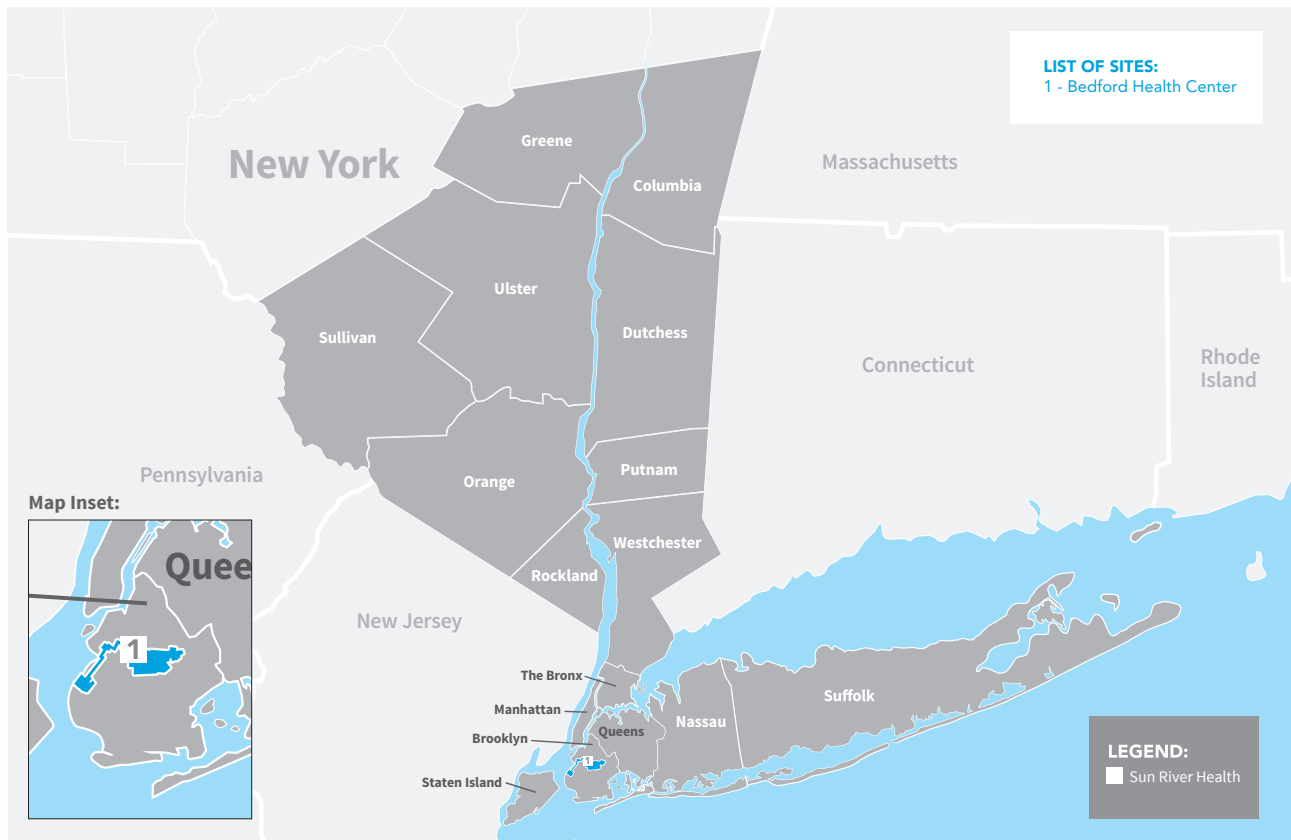 LIST OF SITES:
1 - Bedford Health Center
New York
Massachusetts
Greene
Columbia
Ulster
Sullivan
Dutchess
Connecticut
Rhode
Island
Pennsylvania
Orange
Putnam
Map Inset:
Quee
1
Westchester
Rockland
New Jersey
The Bronx
Manhattan
Brooklyn
Staten Island
Queens
1
Nassau
Suffolk
LEGEND:
Sun River Health